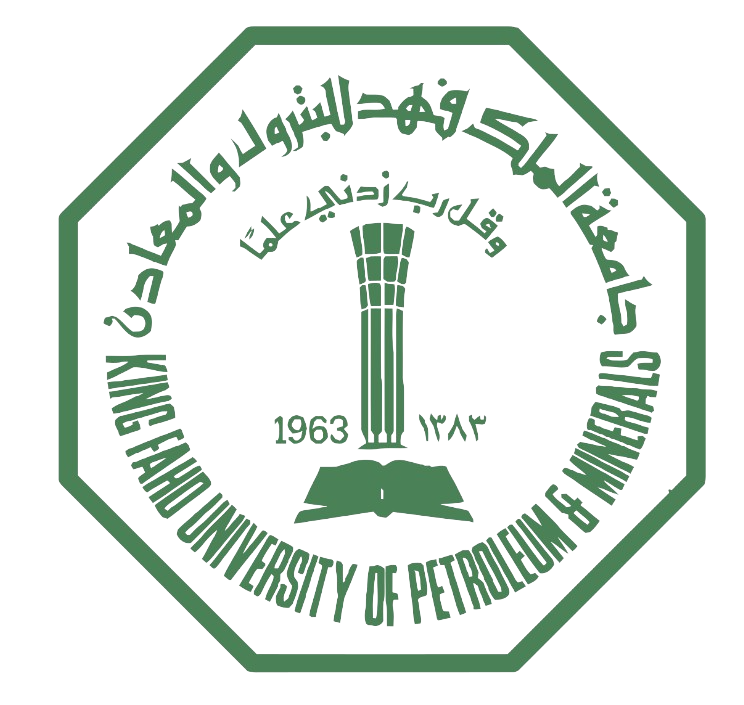 جامعة الملك فهد للبترول والمعادن
وقل رب زدني علماً
1963 ١٣٨٣
KING FAHD UNIVERSITY OF PETROLEUM & MINERALS